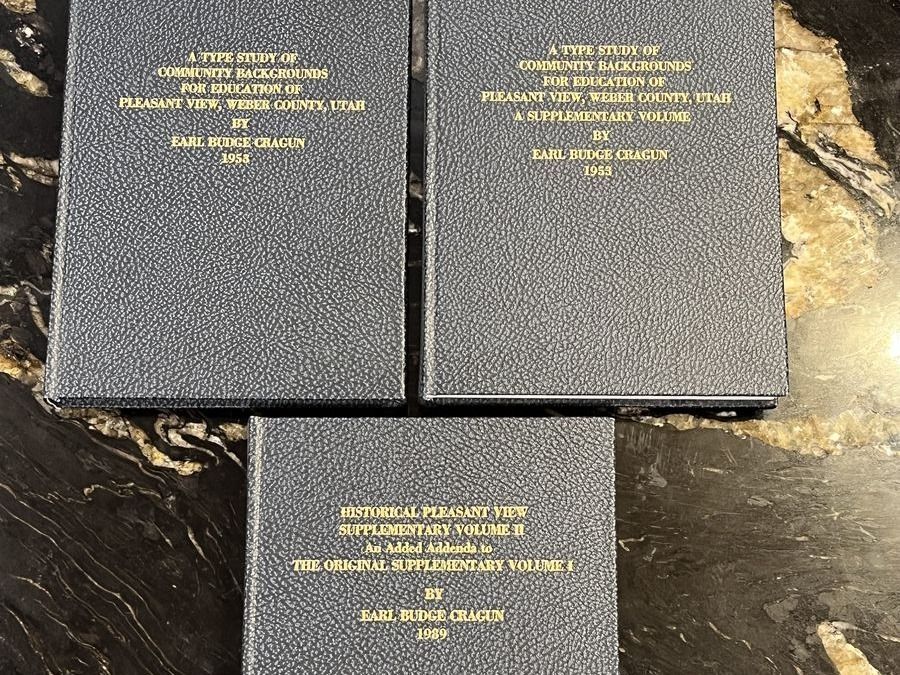 A TYPE STUDY OF
COMMUNITY BACKGROUNDS
FOR EDUCATION OF
PLEASANT VIEW, WEBER COUNTY, UTAH
BY
EARL BUDGE CRAGUN
1953
A TYPE STUDY OF
COMMUNITY BACKGROUNDS
FOR EDUCATION OF
PLEASANT VIEW, WEBER COUNTY, UTAH
A SUPPLEMENTARY VOLUME
BY
EARL BUDGE CRAGUN
1953
HISTORICAL PLEASANT VIEW
SUPPLEMENTARY VOLUME II
An Added Addenda to
THE ORIGINAL SUPPLEMENTARY VOLUME I
BY
EARL BUDGE CRAGUN
1989